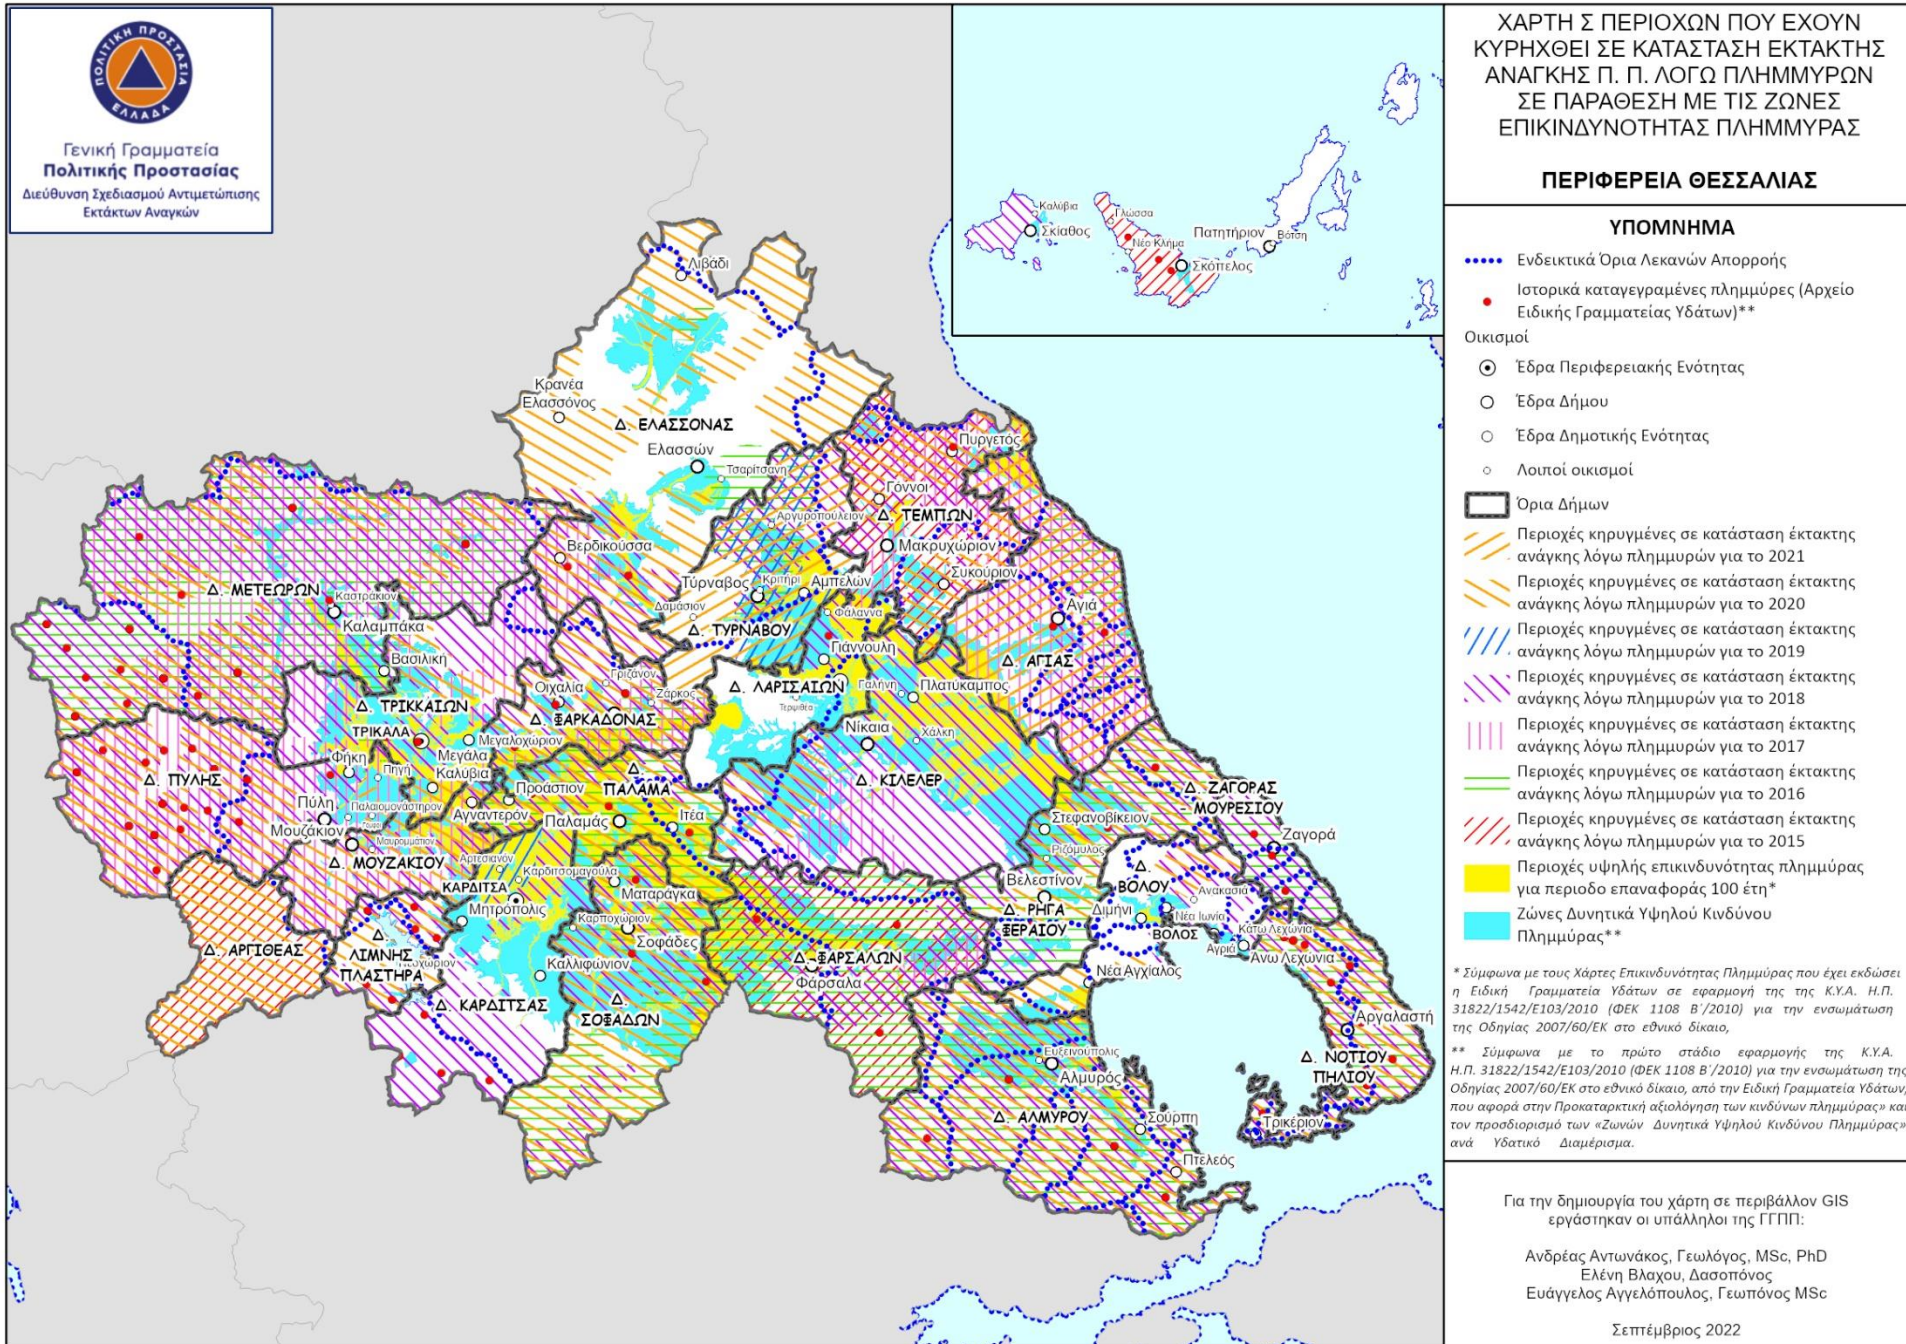 ΠΟΛΙΤΙΚΗ ΠΡΟΣΤΑΣΙΑ
ΕΛΛΑΔΑ
Γενική Γραμματεία
Πολιτικής Προστασίας
Διεύθυνση Σχεδιασμού Αντιμετώπισης
Εκτάκτων Αναγκών
Καλύβια
Σκίαθος
Γλώσσα
Νέο Κλήμα
Σκόπελος
Πατητήριον
Βότση
Λιβάδι
Κρανέα
Ελασσόνος
Δ. ΕΛΑΣΣΟΝΑΣ
Ελασσών
Τσαρίτσανη
Πυργετός
Γόννοι
Δ. ΤΕΜΠΩΝ
Αργυροπούλειον
Μακρυχώριον
Βερδικούσσα
Συκούριον
Τύρναβος
Κριτήρι
Αμπελών
Δ. ΜΕΤΕΩΡΩΝ
Καστράκιον
Καλαμπάκα
Δαμάσιον
Φάλαννα
Αγιά
Δ. ΤΥΡΝΑΒΟΥ
Βασιλική
Γιάννουλη
Δ. ΑΓΙΑΣ
Γριζάνον
Οιχαλία
Ζάρκος
Δ. ΛΑΡΙΣΑΙΩΝ
Γαλήνη
Πλατύκαμπος
Τερψιθέα
Δ. ΤΡΙΚΚΑΙΩΝ
Δ. ΦΑΡΚΑΔΟΝΑΣ
ΤΡΙΚΑΛΑ
Μεγαλοχώριον
Νίκαια
Χάλκη
Φήκη
Πηγή
Μεγάλα
Καλύβια
Δ. ΠΥΛΗΣ
Δ.
ΠΑΛΑΜΑ
Δ. ΚΙΛΕΛΕΡ
Δ. ΖΑΓΟΡΑΣ
- ΜΟΥΡΕΣΙΟΥ
Προάστιον
Πύλη
Παλαιομονάστηρον
Αγναντερόν
Παλαμάς
Ιτέα
Στεφανοβίκειον
Μουζάκιον
Μαυρομμάτιον
Ζαγορά
Δ.
ΜΟΥΖΑΚΙΟΥ
Αρτεσιανόν
Ριζόμυλος
Καρδιτσομαγούλα
ΚΑΡΔΙΤΣΑ
Ματαράγκα
Βελεστίνον
Δ.
ΒΟΛΟΥ
Ανακασιά
Μητρόπολις
Καρποχώριον
Δ. ΡΗΓΑ
ΦΕΡΑΙΟΥ
Διμήνι
Νέα Ιωνία
ΒΟΛΟΣ
Κάτω Λεχώνια
Αγριά
Άνω Λεχώνια
Δ. ΑΡΓΙΘΕΑΣ
Δ.
ΛΙΜΝΗΣ
ΠΛΑΣΤΗΡΑ
Σοφάδες
Καλλιφώνιον
Δ. ΦΑΡΣΑΛΩΝ
Φάρσαλα
Νέα Αγχίαλος
Δ. ΚΑΡΔΙΤΣΑΣ
Δ.
ΣΟΦΑΔΩΝ
Αργαλαστή
Ευξεινούπολις
Αλμυρός
Δ. ΝΟΤΙΟΥ
ΠΗΛΙΟΥ
Δ. ΑΛΜΥΡΟΥ
Σούρπη
Τρικέριον
Πτελεός
ΧΑΡΤΗ Σ ΠΕΡΙΟΧΩΝ ΠΟΥ ΕΧΟΥΝ
ΚΥΡΗΧΘΕΙ ΣΕ ΚΑΤΑΣΤΑΣΗ ΕΚΤΑΚΤΗΣ
ΑΝΑΓΚΗΣ Π. Π. ΛΟΓΩ ΠΛΗΜΜΥΡΩΝ
ΣΕ ΠΑΡΑΘΕΣΗ ΜΕ ΤΙΣ ΖΩΝΕΣ
ΕΠΙΚΙΝΔΥΝΟΤΗΤΑΣ ΠΛΗΜΜΥΡΑΣ
ΠΕΡΙΦΕΡΕΙΑ ΘΕΣΣΑΛΙΑΣ
ΥΠΟΜΝΗΜΑ
Ενδεικτικά Όρια Λεκανών Απορροής
Ιστορικά καταγεγραμένες πλημμύρες (Αρχείο
Ειδικής Γραμματείας Υδάτων)**
Οικισμοί
Έδρα Περιφερειακής Ενότητας
Έδρα Δήμου
Έδρα Δημοτικής Ενότητας
Λοιποί οικισμοί
Όρια Δήμων
Περιοχές κηρυγμένες σε κατάσταση έκτακτης
ανάγκης λόγω πλημμυρών για το 2021
Περιοχές κηρυγμένες σε κατάσταση έκτακτης
ανάγκης λόγω πλημμυρών για το 2020
Περιοχές κηρυγμένες σε κατάσταση έκτακτης
ανάγκης λόγω πλημμυρών για το 2019
Περιοχές κηρυγμένες σε κατάσταση έκτακτης
ανάγκης λόγω πλημμυρών για το 2018
Περιοχές κηρυγμένες σε κατάσταση έκτακτης
ανάγκης λόγω πλημμυρών για το 2017
Περιοχές κηρυγμένες σε κατάσταση έκτακτης
ανάγκης λόγω πλημμυρών για το 2016
Περιοχές κηρυγμένες σε κατάσταση έκτακτης
ανάγκης λόγω πλημμυρών για το 2015
Περιοχές υψηλής επικινδυνότητας πλημμύρας
για περιοδο επαναφοράς 100 έτη*
Ζώνες Δυνητικά Υψηλού Κινδύνου
Πλημμύρας**
* Σύμφωνα με τους Χάρτες Επικινδυνότητας Πλημμύρας που έχει εκδώσει
η Ειδική Γραμματεία Υδάτων σε εφαρμογή της της Κ.Υ.Α. Η.Π.
31822/1542/Ε103/2010 (ΦΕΚ 1108 Β΄/2010) για την ενσωμάτωση
της Οδηγίας 2007/60/ΕΚ στο εθνικό δίκαιο,
** Σύμφωνα με το πρώτο στάδιο εφαρμογής της Κ.Υ.Α.
Η.Π. 31822/1542/Ε103/2010 (ΦΕΚ 1108 Β΄/2010) για την ενσωμάτωση της
Οδηγίας 2007/60/ΕΚ στο εθνικό δίκαιο, από την Ειδική Γραμματεία Υδάτων,
που αφορά στην Προκαταρκτική αξιολόγηση των κινδύνων πλημμύρας» και
τον προσδιορισμό των «Ζωνών Δυνητικά Υψηλού Κινδύνου Πλημμύρας»
ανά Υδατικό Διαμέρισμα.
Για την δημιουργία του χάρτη σε περιβάλλον GIS
εργάστηκαν οι υπάλληλοι της ΓΓΠΠ:
Ανδρέας Αντωνάκος, Γεωλόγος, MSc, PhD
Ελένη Βλαχου, Δασοπόνος
Ευάγγελος Αγγελόπουλος, Γεωπόνος MSc
Σεπτέμβριος 2022